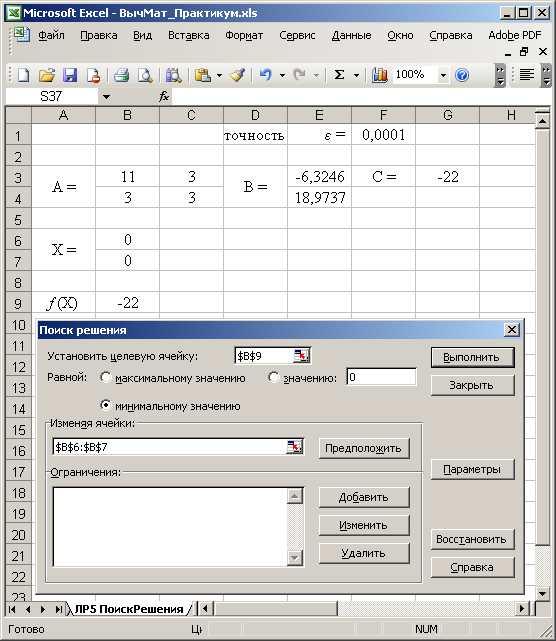 Microsoft Excel - ВычМат_Практикум.xls
Файл Правка Вид Вставка Формат Сервис Данные Окно Справка Adobe PDF
100%
S37 fx
A B C D E F G H
1 точность ε = 0,0001
2
3 A = 11 3 B = -6,3246 C = -22
4 3 3 18,9737
5
6 X = 0
7 0
8
9 f(X) -22
10
11
12
13
14
15
16
17
18
19
20
21
22
23
Поиск решения
Установить целевую ячейку: $B$9 Выполнить
Равной: максимальному значению значению: 0 Закрыть
минимальному значению
Изменяя ячейки:
$B$6:$B$7 Предположить
Ограничения: Параметры
Добавить
Изменить Восстановить
Удалить Справка
ЛР5 ПоискРешения
Готово NUM